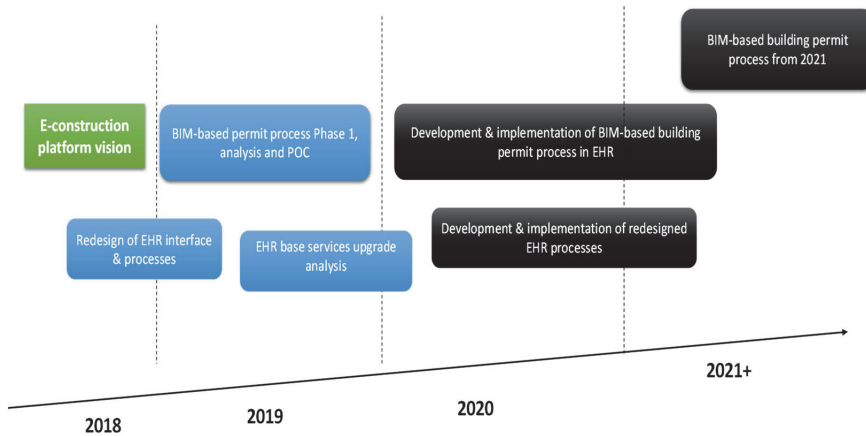 BIM-based building permit
process from 2021
E-construction
platform vision
BIM-based permit process Phase 1,
analysis and POC
Development & implementation of BIM-based building
permit process in EHR
Redesign of EHR interface
& processes
EHR base services upgrade
analysis
Development & implementation of redesigned
EHR processes
2018
2019
2020
2021+